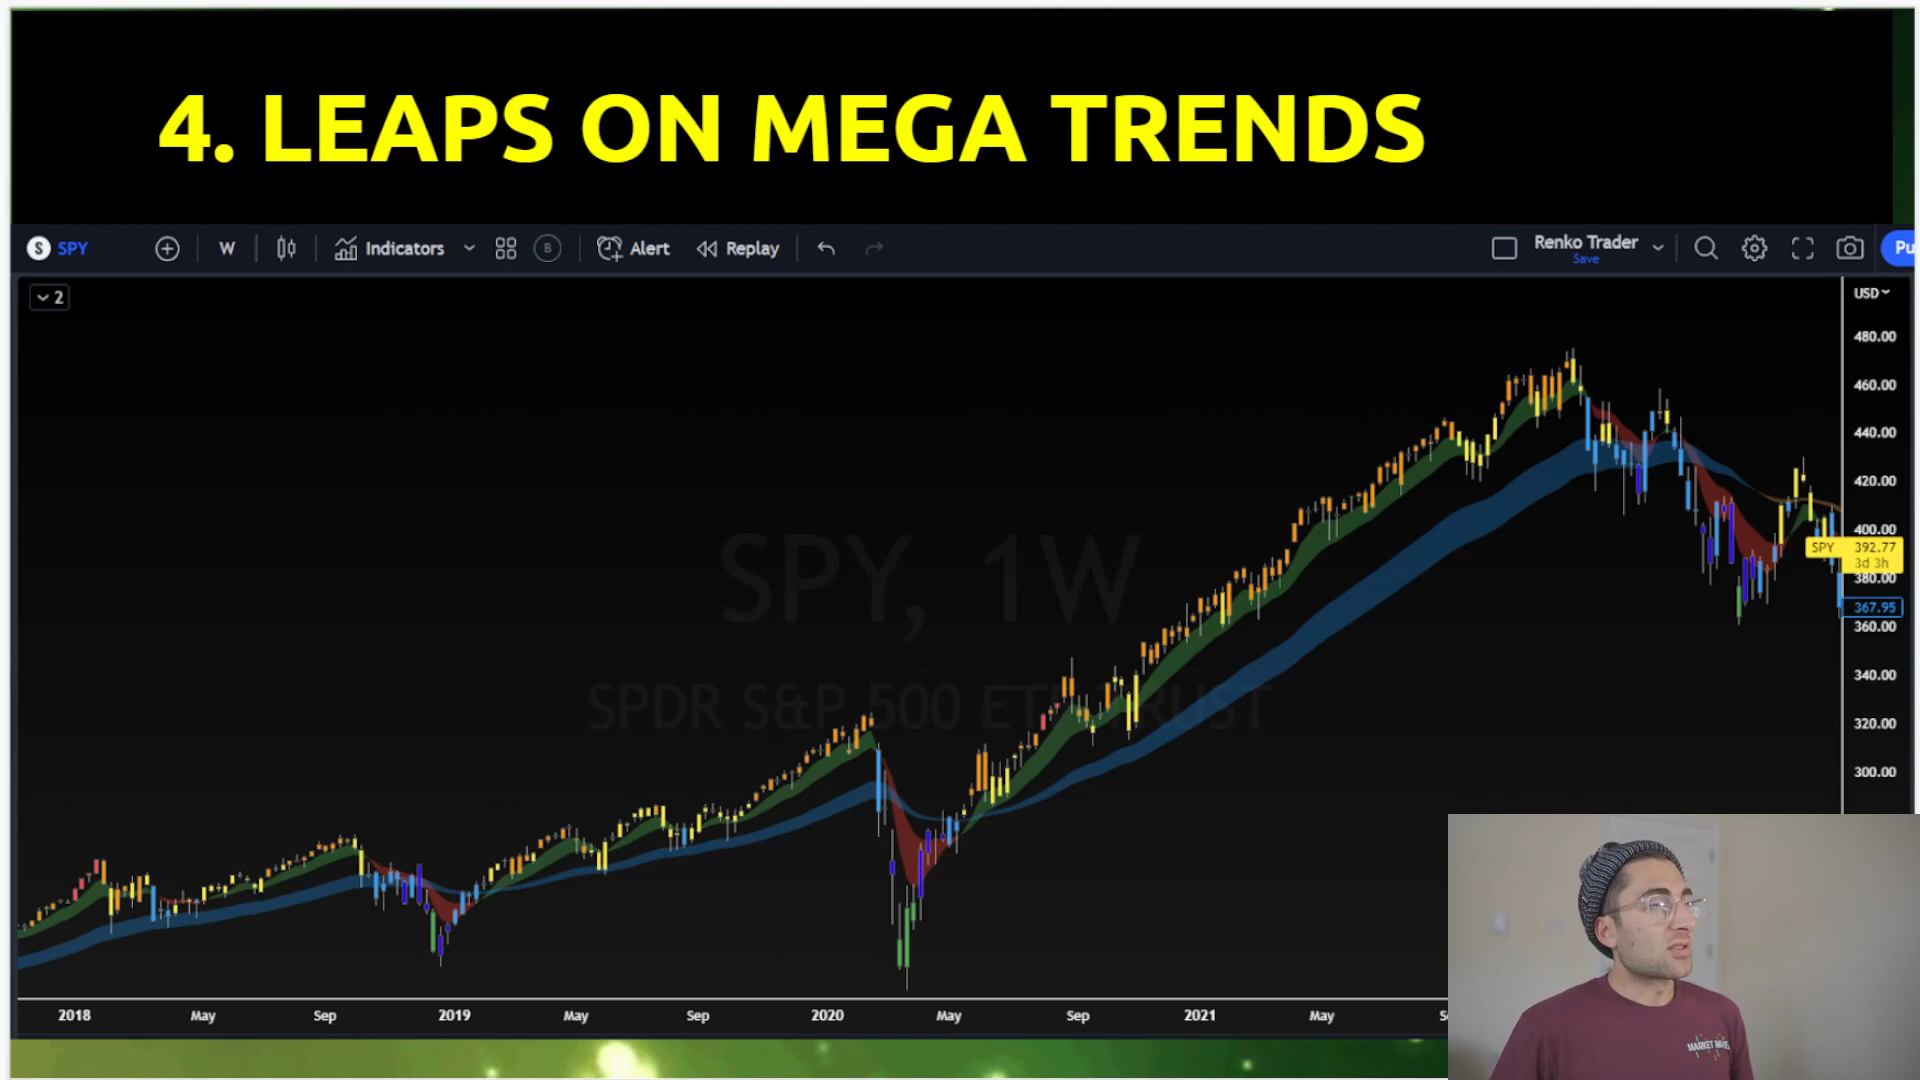 4. LEAPS ON MEGA TRENDS
S SPY W Indicators B Alert Replay Renko Trader Pu
Save
2
USD
480.00
460.00
440.00
420.00
400.00
SPY 392.77
3d 3h
380.00
367.95
360.00
340.00
320.00
300.00
SPY, 1W
SPDR S&P 500 ETF TRUST
2018 May Sep 2019 May Sep 2020 May Sep 2021 May
MARKET